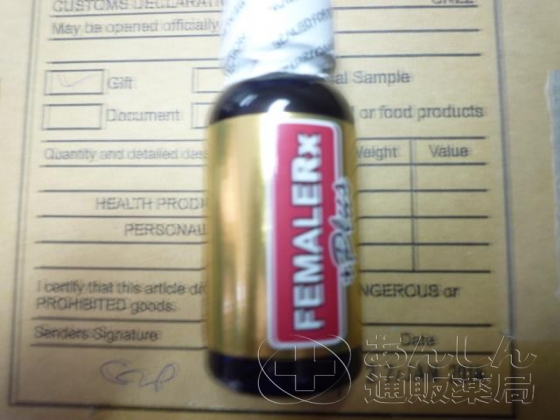 CUSTOMS DECLARATION
May be opened officially
Gift
al Sample
Document
or food products
Quantity and detailed des
Weight
Value
HEALTH PROD
PERSONAL
I certify that this article do
NGEROUS or
PROHIBITED goods.
Senders Signature
Date
FEMALERx
+Plus
あんしん
通販薬局